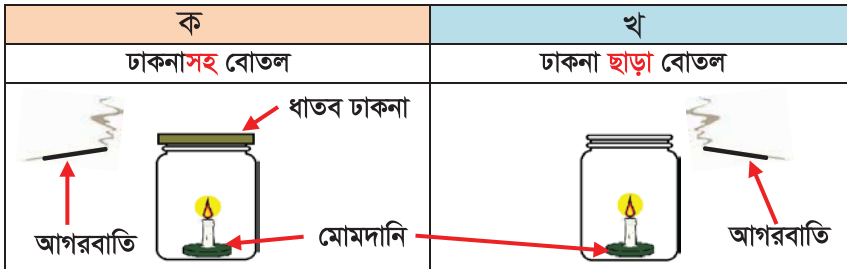 ক
খ
ঢাকনাসহ বোতল
ঢাকনা ছাড়া বোতল
ধাতব ঢাকনা
আগরবাতি
মোমদানি
আগরবাতি